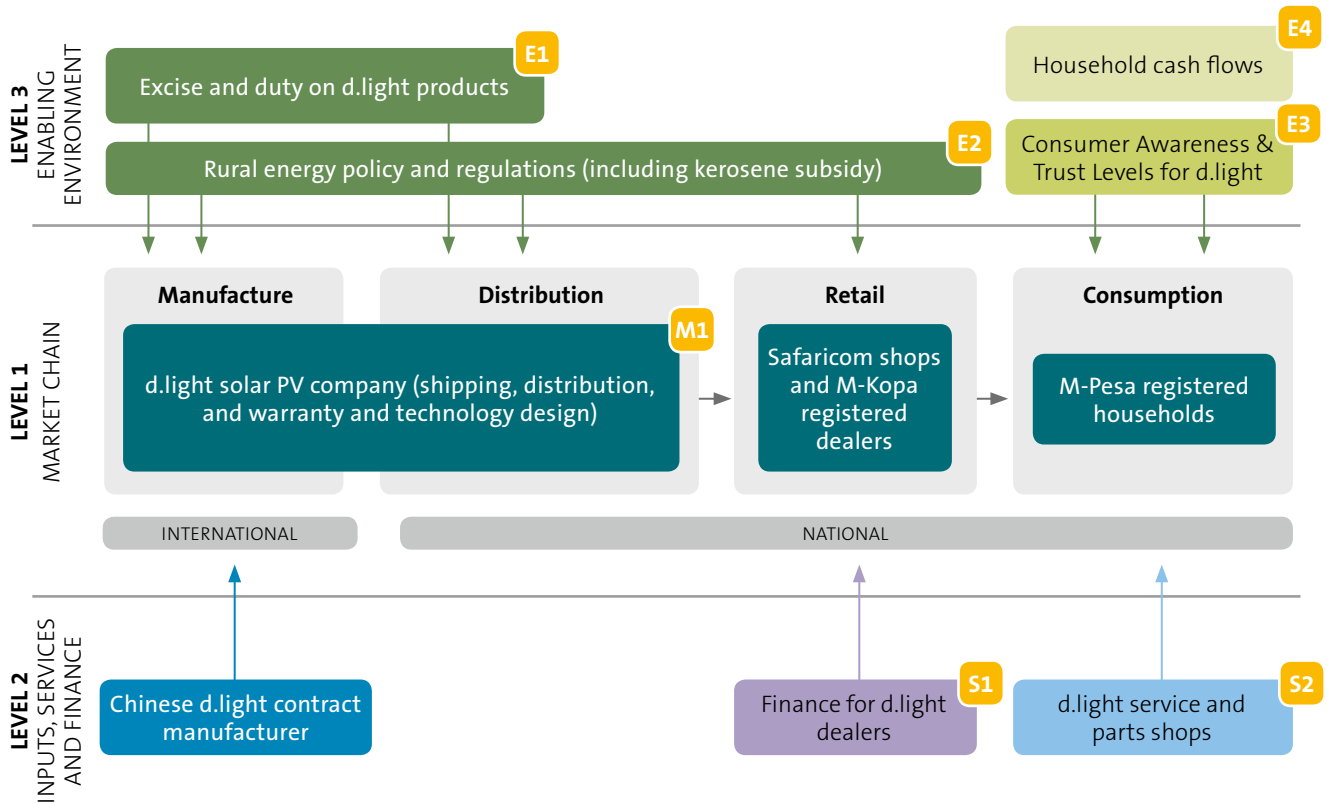 LEVEL 3
ENABLING
ENVIRONMENT
E1
Excise and duty on d.light products
E2
Rural energy policy and regulations (including kerosene subsidy)
E4
Household cash flows
E3
Consumer Awareness &
Trust Levels for d.light
LEVEL 1
MARKET CHAIN
Manufacture
Distribution
Retail
Consumption
M1
d.light solar PV company (shipping, distribution,
and warranty and technology design)
Safaricom shops
and M-Kopa
registered
dealers
M-Pesa registered
households
INTERNATIONAL
NATIONAL
LEVEL 2
INPUTS, SERVICES
AND FINANCE
Chinese d.light contract
manufacturer
S1
Finance for d.light
dealers
S2
d.light service and
parts shops